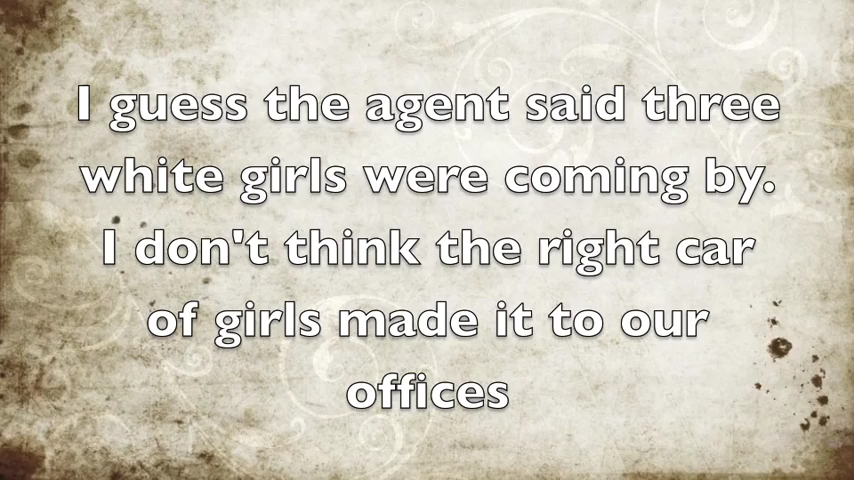 I guess the agent said three
white girls were coming by.
I don't think the right car
of girls made it to our
offices